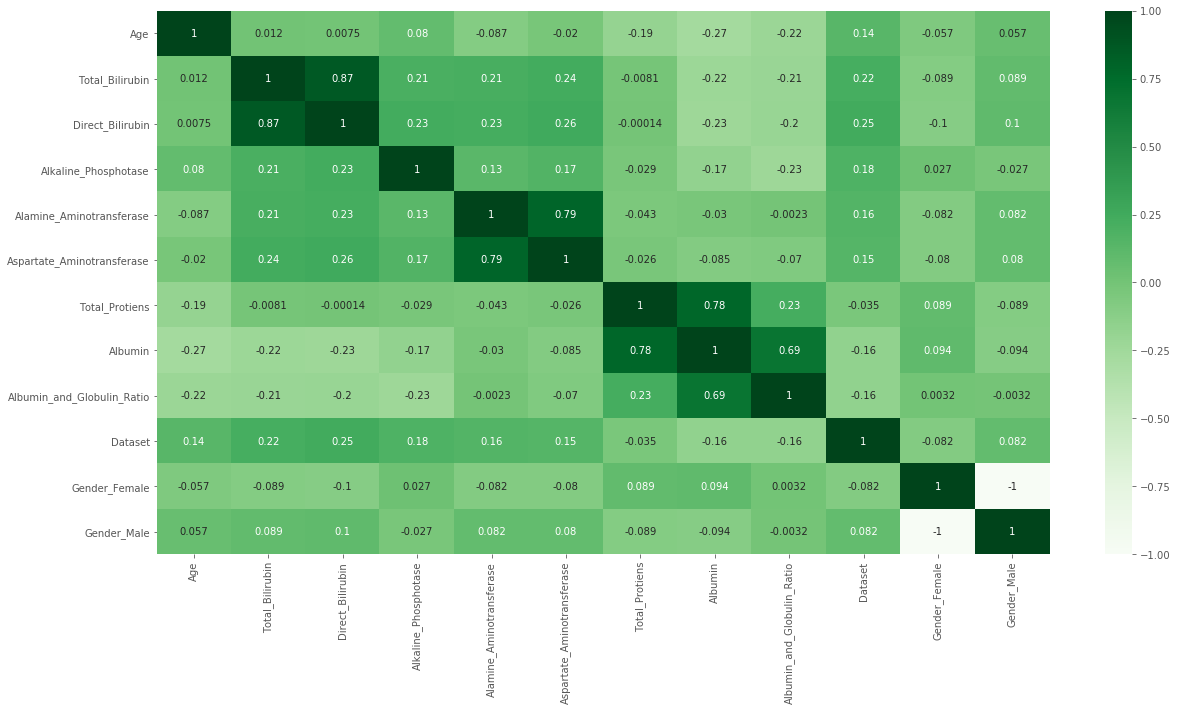 Age 1 0.012 0.0075 0.08 -0.087 -0.02 -0.19 -0.27 -0.22 0.14 -0.057 0.057
Total_Bilirubin 0.012 1 0.87 0.21 0.21 0.24 -0.0081 -0.22 -0.21 0.22 -0.089 0.089
Direct_Bilirubin 0.0075 0.87 1 0.23 0.23 0.26 -0.00014 -0.23 -0.2 0.25 -0.1 0.1
Alkaline_Phosphotase 0.08 0.21 0.23 1 0.13 0.17 -0.029 -0.17 -0.23 0.18 0.027 -0.027
Alamine_Aminotransferase -0.087 0.21 0.23 0.13 1 0.79 -0.043 -0.03 -0.0023 0.16 -0.082 0.082
Aspartate_Aminotransferase -0.02 0.24 0.26 0.17 0.79 1 -0.026 -0.085 -0.07 0.15 -0.08 0.08
Total_Protiens -0.19 -0.0081 -0.00014 -0.029 -0.043 -0.026 1 0.78 0.23 -0.035 0.089 -0.089
Albumin -0.27 -0.22 -0.23 -0.17 -0.03 -0.085 0.78 1 0.69 -0.16 0.094 -0.094
Albumin_and_Globulin_Ratio -0.22 -0.21 -0.2 -0.23 -0.0023 -0.07 0.23 0.69 1 -0.16 0.0032 -0.0032
Dataset 0.14 0.22 0.25 0.18 0.16 0.15 -0.035 -0.16 -0.16 1 -0.082 0.082
Gender_Female -0.057 -0.089 -0.1 0.027 -0.082 -0.08 0.089 0.094 0.0032 -0.082 1 -1
Gender_Male 0.057 0.089 0.1 -0.027 0.082 0.08 -0.089 -0.094 -0.0032 0.082 -1 1
Age
Total_Bilirubin
Direct_Bilirubin
Alkaline_Phosphotase
Alamine_Aminotransferase
Aspartate_Aminotransferase
Total_Protiens
Albumin
Albumin_and_Globulin_Ratio
Dataset
Gender_Female
Gender_Male
1.00
0.75
0.50
0.25
0.00
−0.25
−0.50
−0.75
−1.00